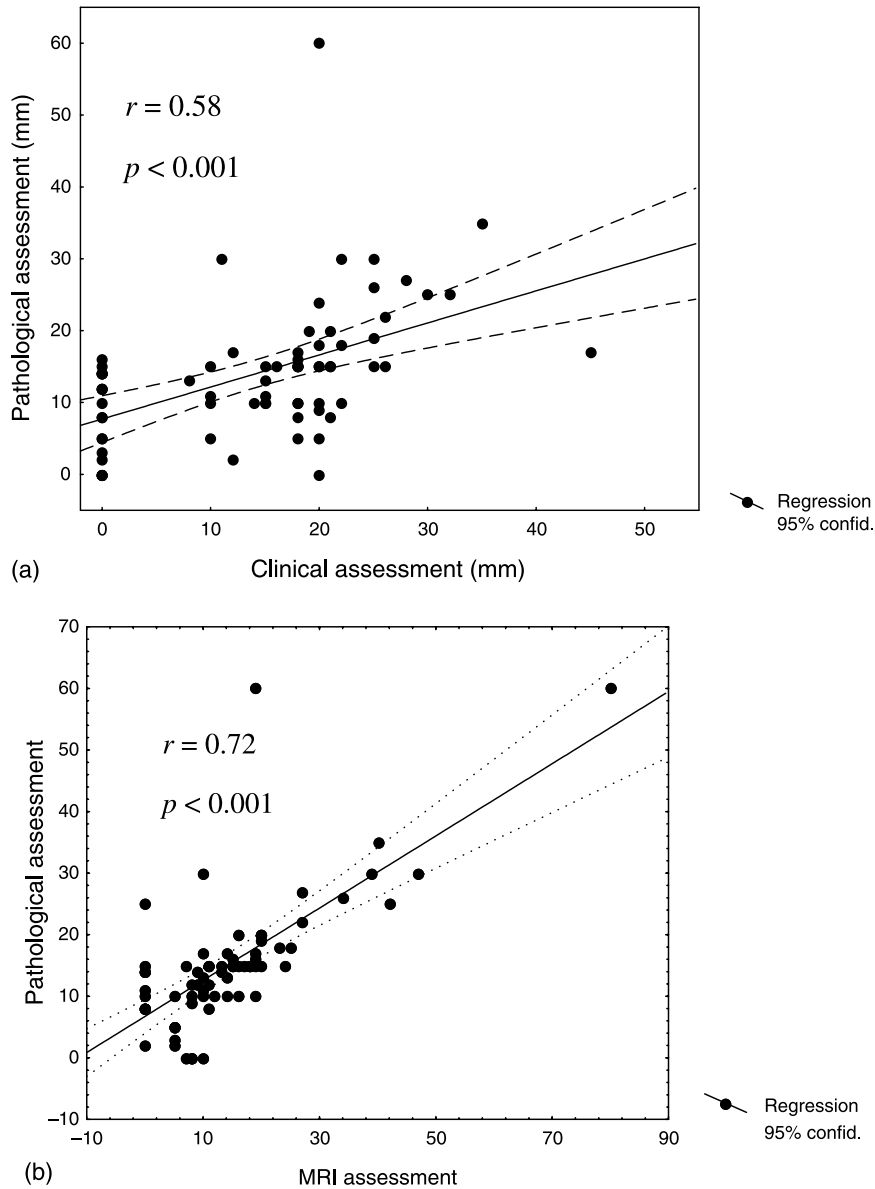 60
50
40
30
20
10
0
Pathological assessment (mm)
r = 0.58
p < 0.001
0 10 20 30 40 50
Clinical assessment (mm)
Regression
95% confid.
(a)
70
60
50
40
30
20
10
0
−10
Pathological assessment
r = 0.72
p < 0.001
−10 10 30 50 70 90
MRI assessment
Regression
95% confid.
(b)